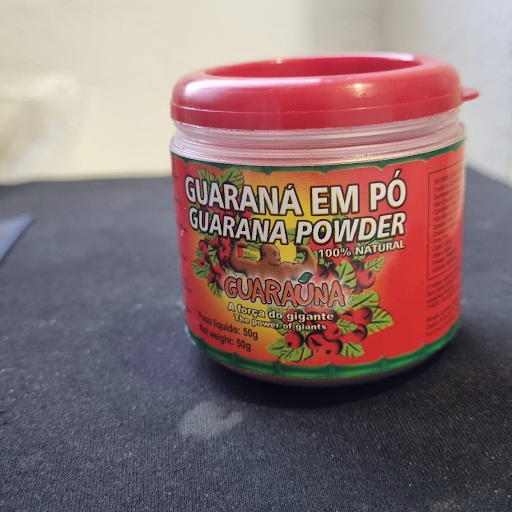 GUARANÁ EM PÓ
GUARANA POWDER
100% NATURAL
GUARAÚNA
A força do gigante
The power of giants
Peso líquido: 50g
Net weight: 50g